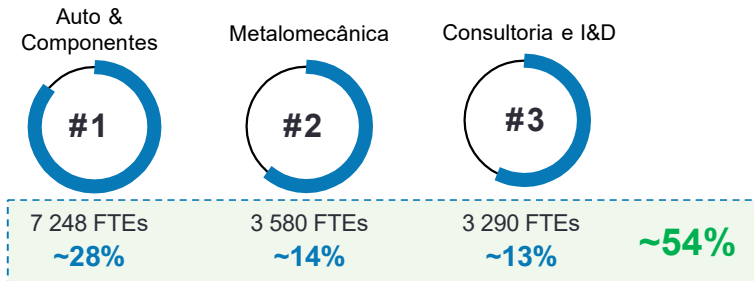 Auto &
Componentes
Metalomecânica
Consultoria e I&D
#1
#2
#3
7 248 FTEs
3 580 FTEs
3 290 FTEs
~28%
~14%
~13%
~54%